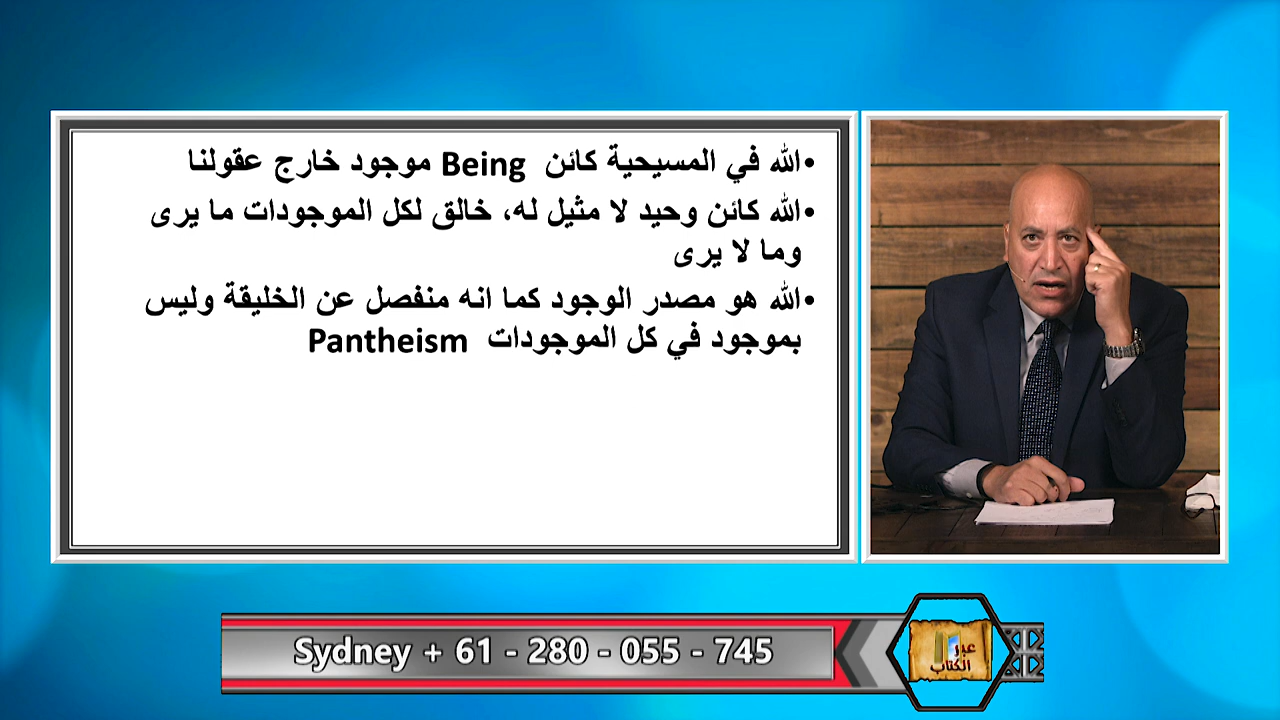 •الله في المسيحية كائن Being موجود خارج عقولنا
•الله كائن وحيد لا مثيل له، خالق لكل الموجودات ما يرى
وما لا يرى
•الله هو مصدر الوجود كما انه منفصل عن الخليقة وليس
بموجود في كل الموجودات Pantheism
Sydney + 61 - 280 - 055 - 745
عبر
الكتاب